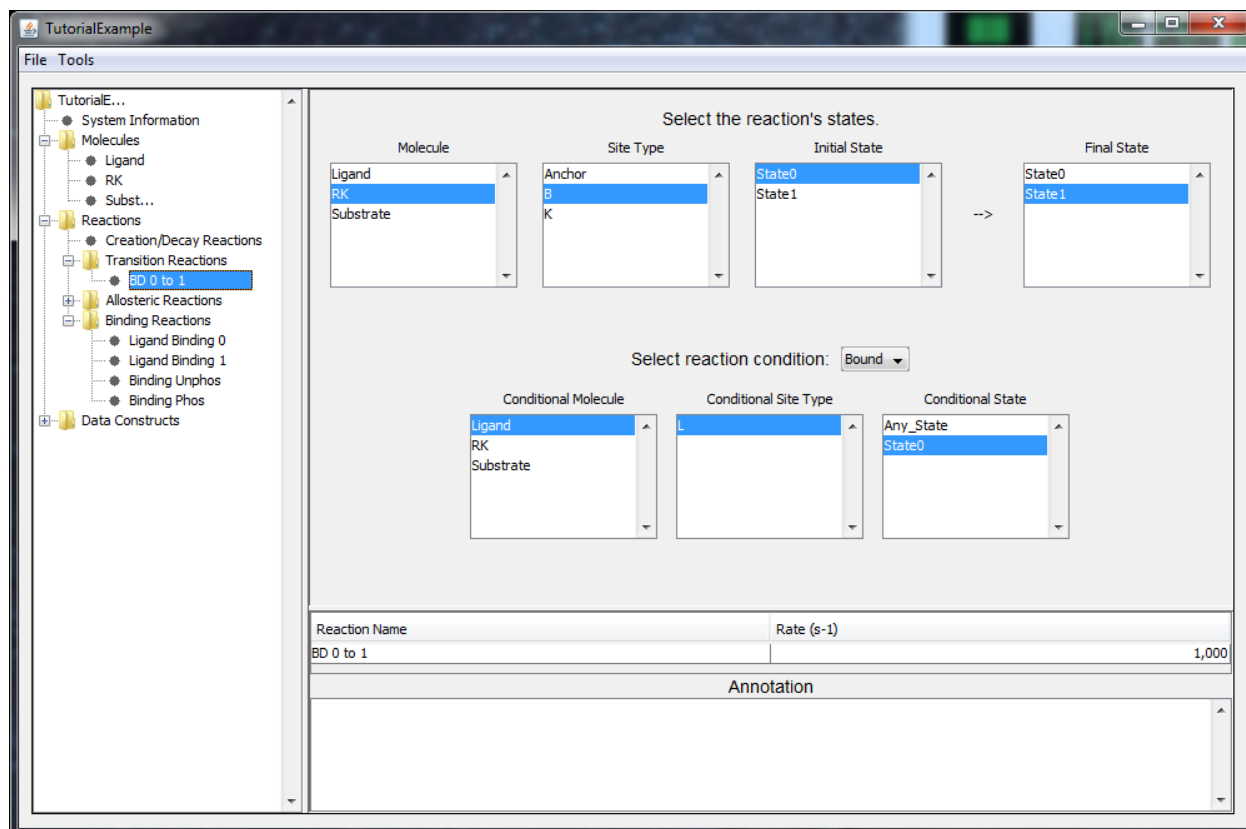 TutorialExample
File Tools
TutorialE...
System Information
Molecules
Ligand
RK
Subst...
Reactions
Creation/Decay Reactions
Transition Reactions
BD 0 to 1
Allosteric Reactions
Binding Reactions
Ligand Binding 0
Ligand Binding 1
Binding Unphos
Binding Phos
Data Constructs
Select the reaction's states.
Molecule Site Type Initial State Final State
Ligand Anchor State0 State0
RK B State1 State1
Substrate K -->
Select reaction condition: Bound
Conditional Molecule Conditional Site Type Conditional State
Ligand L Any_State
RK State0
Substrate
Reaction Name Rate (s-1)
BD 0 to 1 1,000
Annotation